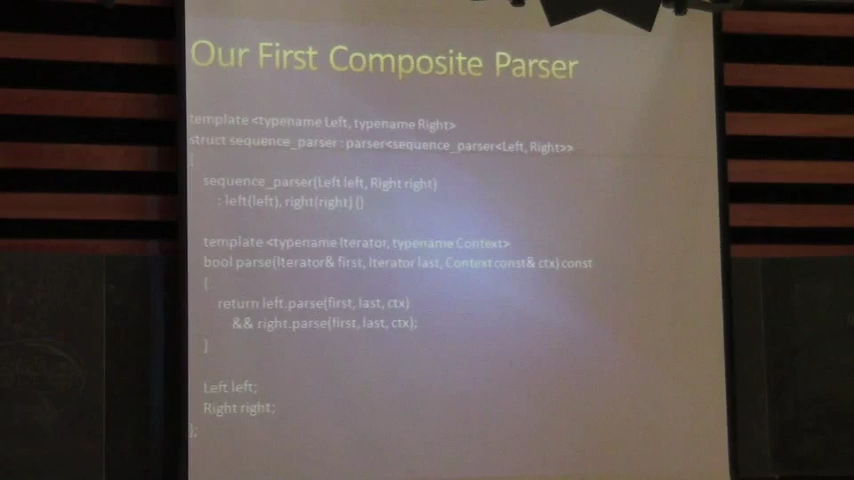 Our First Composite Parser
template <typename Left, typename Right>
struct sequence_parser : parser<sequence_parser<Left, Right>>
{
sequence_parser(Left left, Right right)
: left(left), right(right) {}
template <typename Iterator, typename Context>
bool parse(Iterator& first, Iterator last, Context const& ctx) const
{
return left.parse(first, last, ctx)
&& right.parse(first, last, ctx);
}
Left left;
Right right;
};